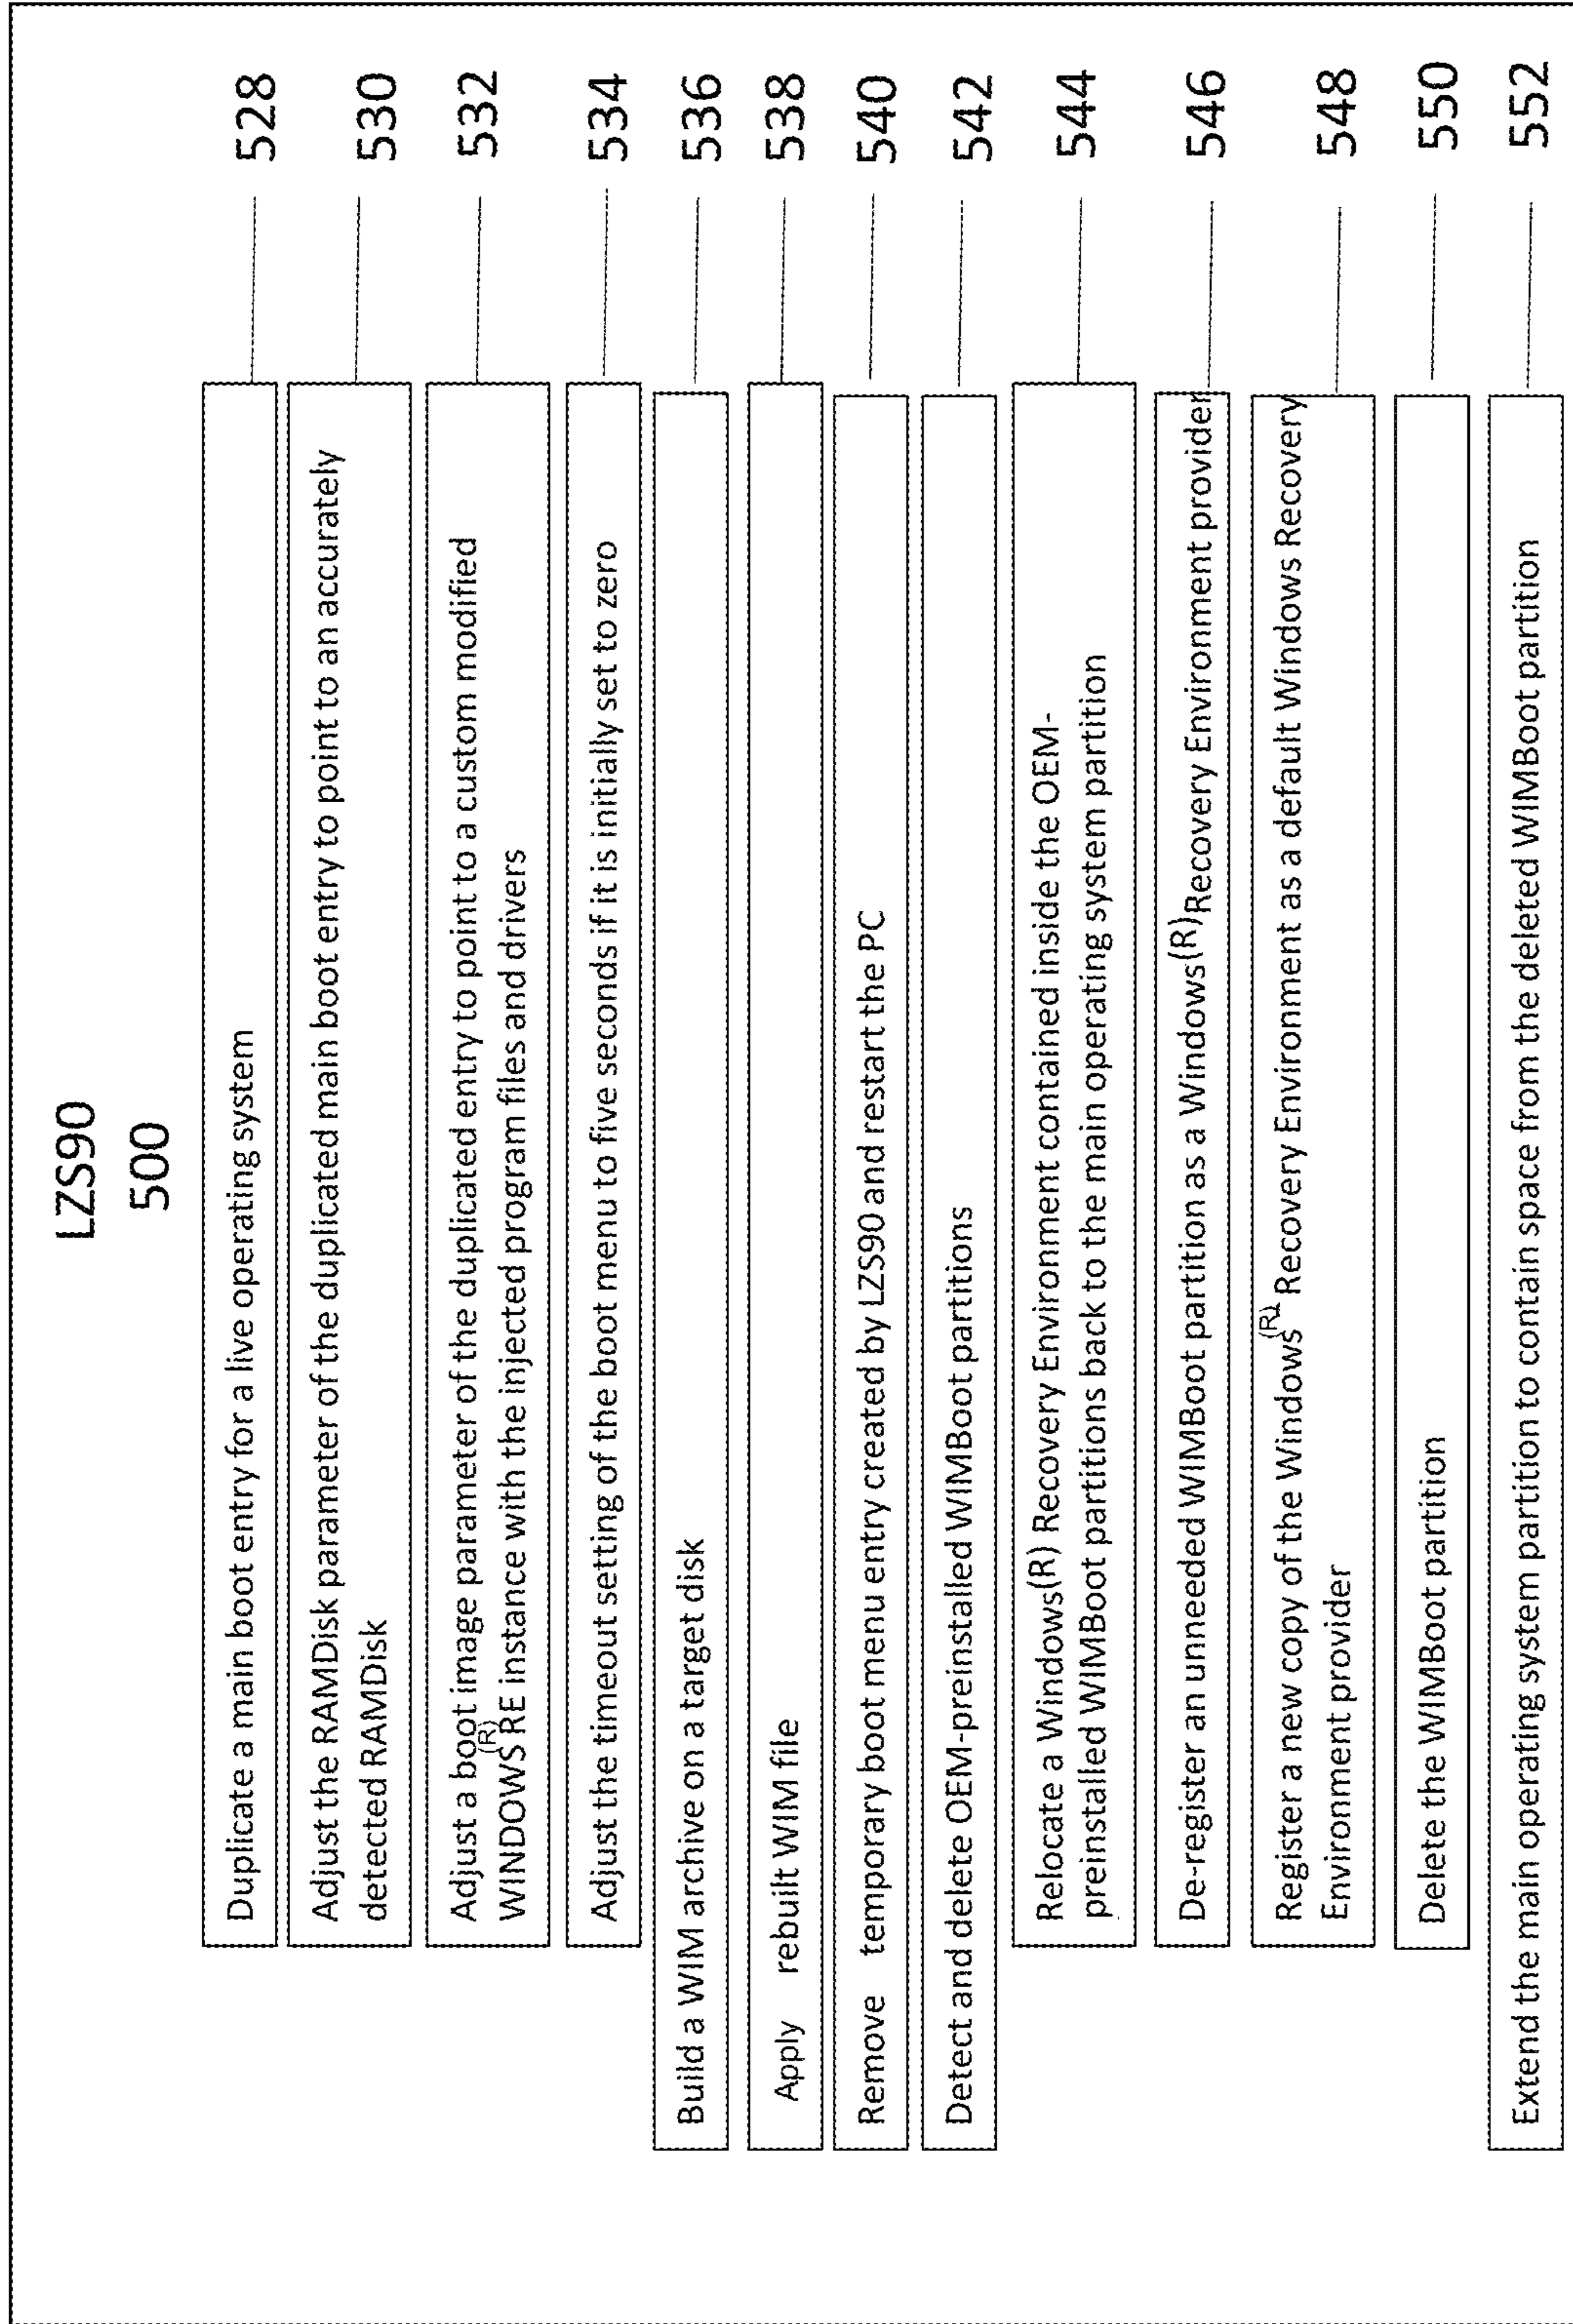 LZS90
500
Duplicate a main boot entry for a live operating system 528
Adjust the RAMDisk parameter of the duplicated main boot entry to point to an accurately
detected RAMDisk 530
Adjust a boot image parameter of the duplicated entry to point to a custom modified
WINDOWS(R) RE instance with the injected program files and drivers 532
Adjust the timeout setting of the boot menu to five seconds if it is initially set to zero 534
Build a WIM archive on a target disk 536
Apply rebuilt WIM file 538
Remove temporary boot menu entry created by LZS90 and restart the PC 540
Detect and delete OEM-preinstalled WIMBoot partitions 542
Relocate a Windows(R) Recovery Environment contained inside the OEM-
preinstalled WIMBoot partitions back to the main operating system partition 544
De-register an unneeded WIMBoot partition as a Windows(R) Recovery Environment provider 546
Register a new copy of the Windows(R) Recovery Environment as a default Windows Recovery
Environment provider 548
Delete the WIMBoot partition 550
Extend the main operating system partition to contain space from the deleted WIMBoot partition 552